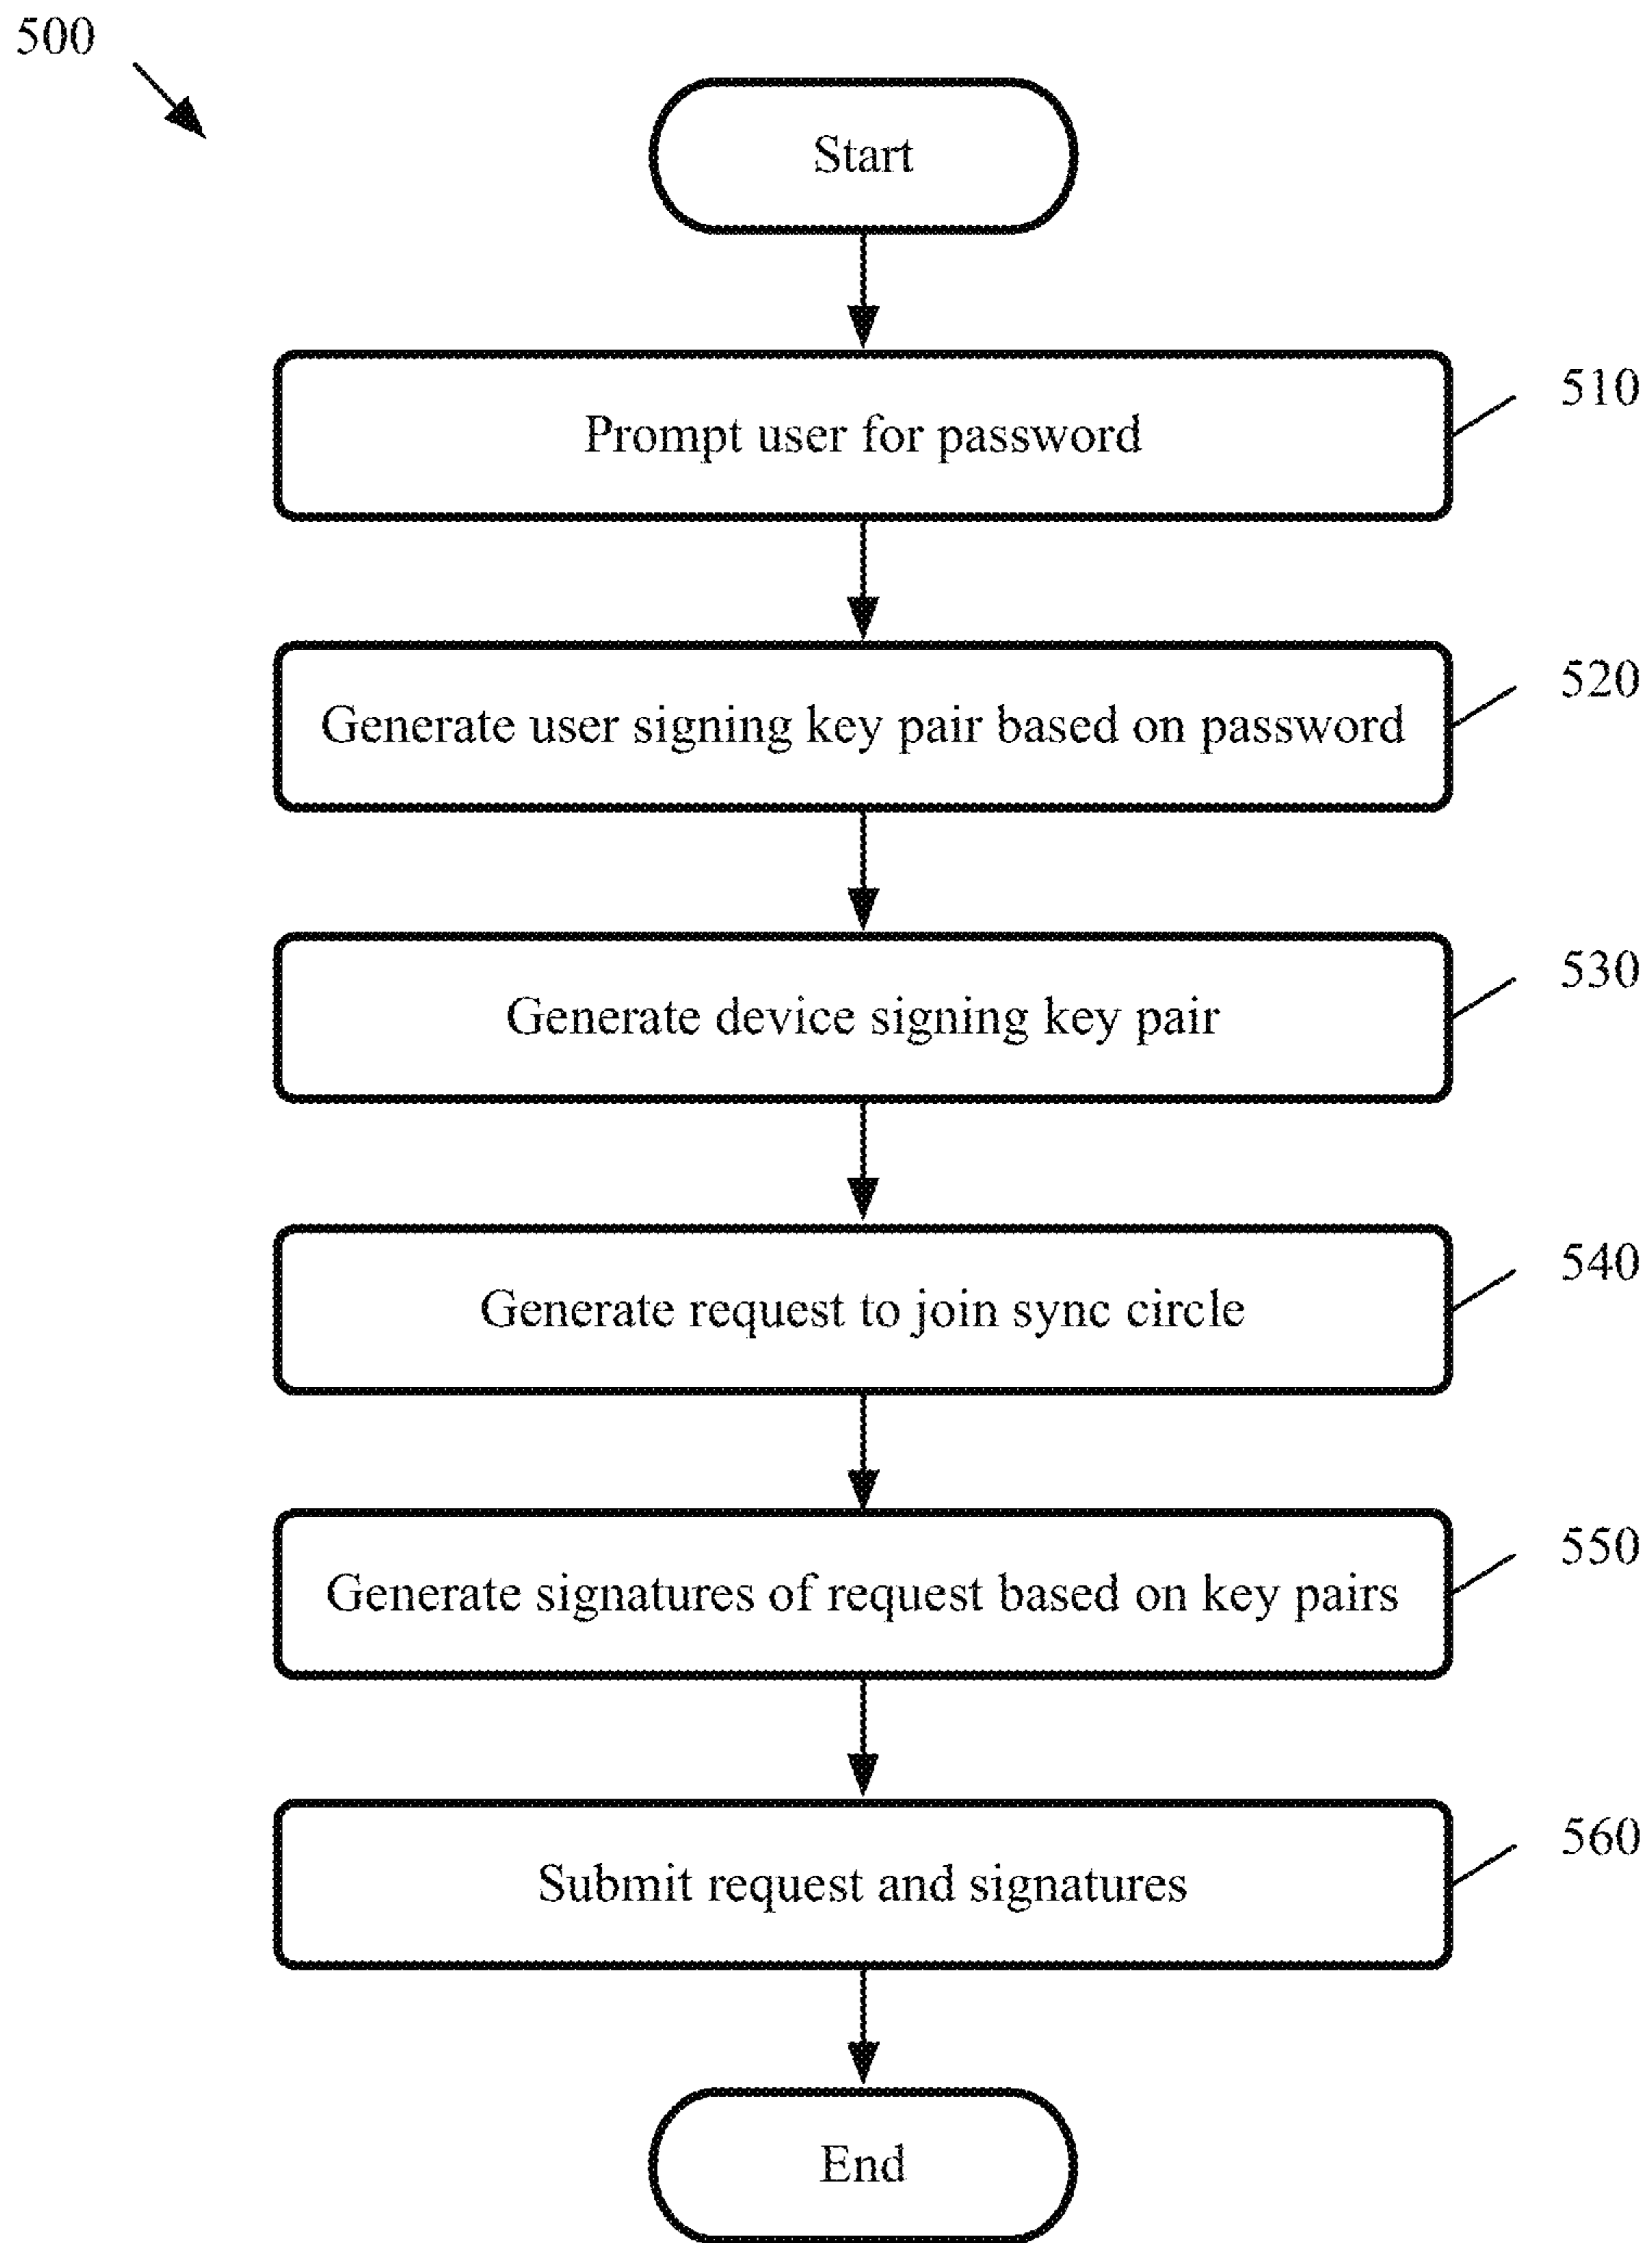 500
Start
Prompt user for password
510
Generate user signing key pair based on password
520
Generate device signing key pair
530
Generate request to join sync circle
540
Generate signatures of request based on key pairs
550
Submit request and signatures
560
End